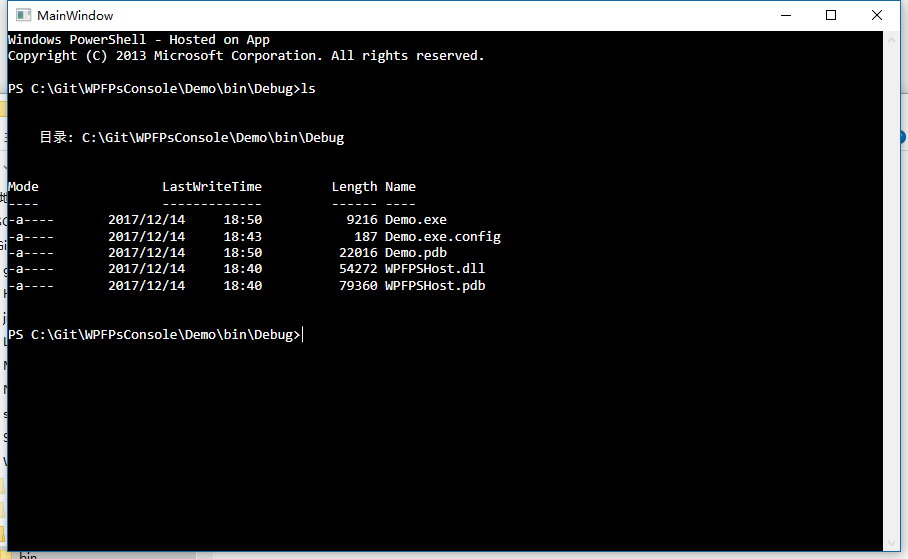 MainWindow
Windows PowerShell - Hosted on App
Copyright (C) 2013 Microsoft Corporation. All rights reserved.
PS C:\Git\WPFPsConsole\Demo\bin\Debug>ls
目录: C:\Git\WPFPsConsole\Demo\bin\Debug
Mode LastWriteTime Length Name
---- ------------- ------ ----
-a---- 2017/12/14 18:50 9216 Demo.exe
-a---- 2017/12/14 18:43 187 Demo.exe.config
-a---- 2017/12/14 18:50 22016 Demo.pdb
-a---- 2017/12/14 18:40 54272 WPFPSHost.dll
-a---- 2017/12/14 18:40 79360 WPFPSHost.pdb
PS C:\Git\WPFPsConsole\Demo\bin\Debug>
bin